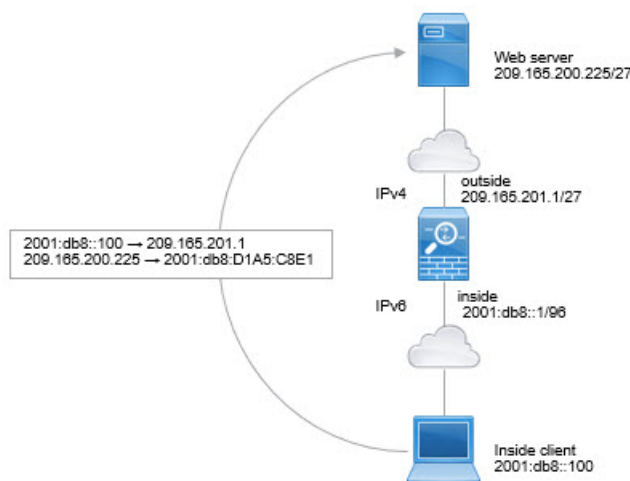 Web server
209.165.200.225/27
IPv4
outside
209.165.201.1/27
2001:db8::100 → 209.165.201.1
209.165.200.225 → 2001:db8:D1A5:C8E1
IPv6
inside
2001:db8::1/96
Inside client
2001:db8::100